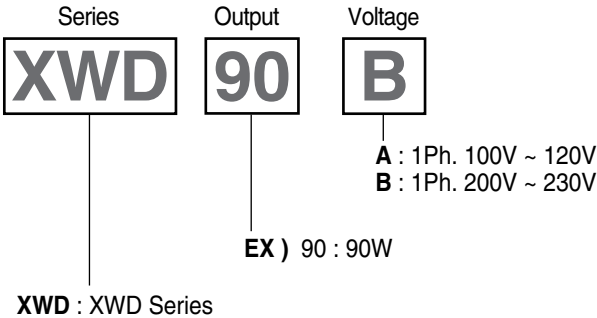 Series Output Voltage
XWD 90 B
A : 1Ph. 100V ~ 120V
B : 1Ph. 200V ~ 230V
EX ) 90 : 90W
XWD : XWD Series